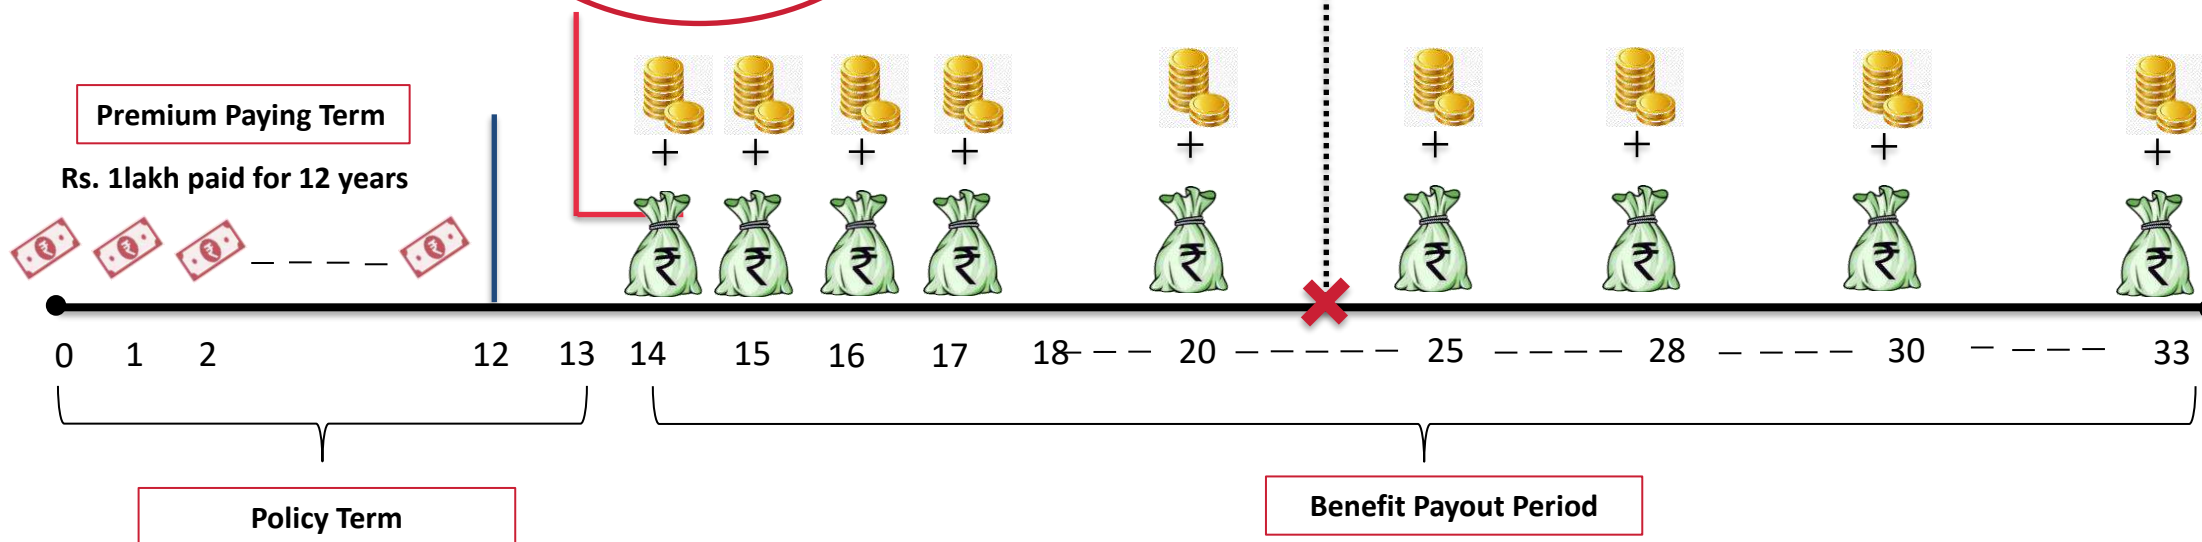 Premium Paying Term
Rs. 1lakh paid for 12 years
+ + + + + + + + +
₹ ₹ ₹ ₹
₹ ₹ ₹ ₹ ₹ ₹ ₹ ₹ ₹
0 1 2 12 13 14 15 16 17 18 20 25 28 30 33
Policy Term
Benefit Payout Period